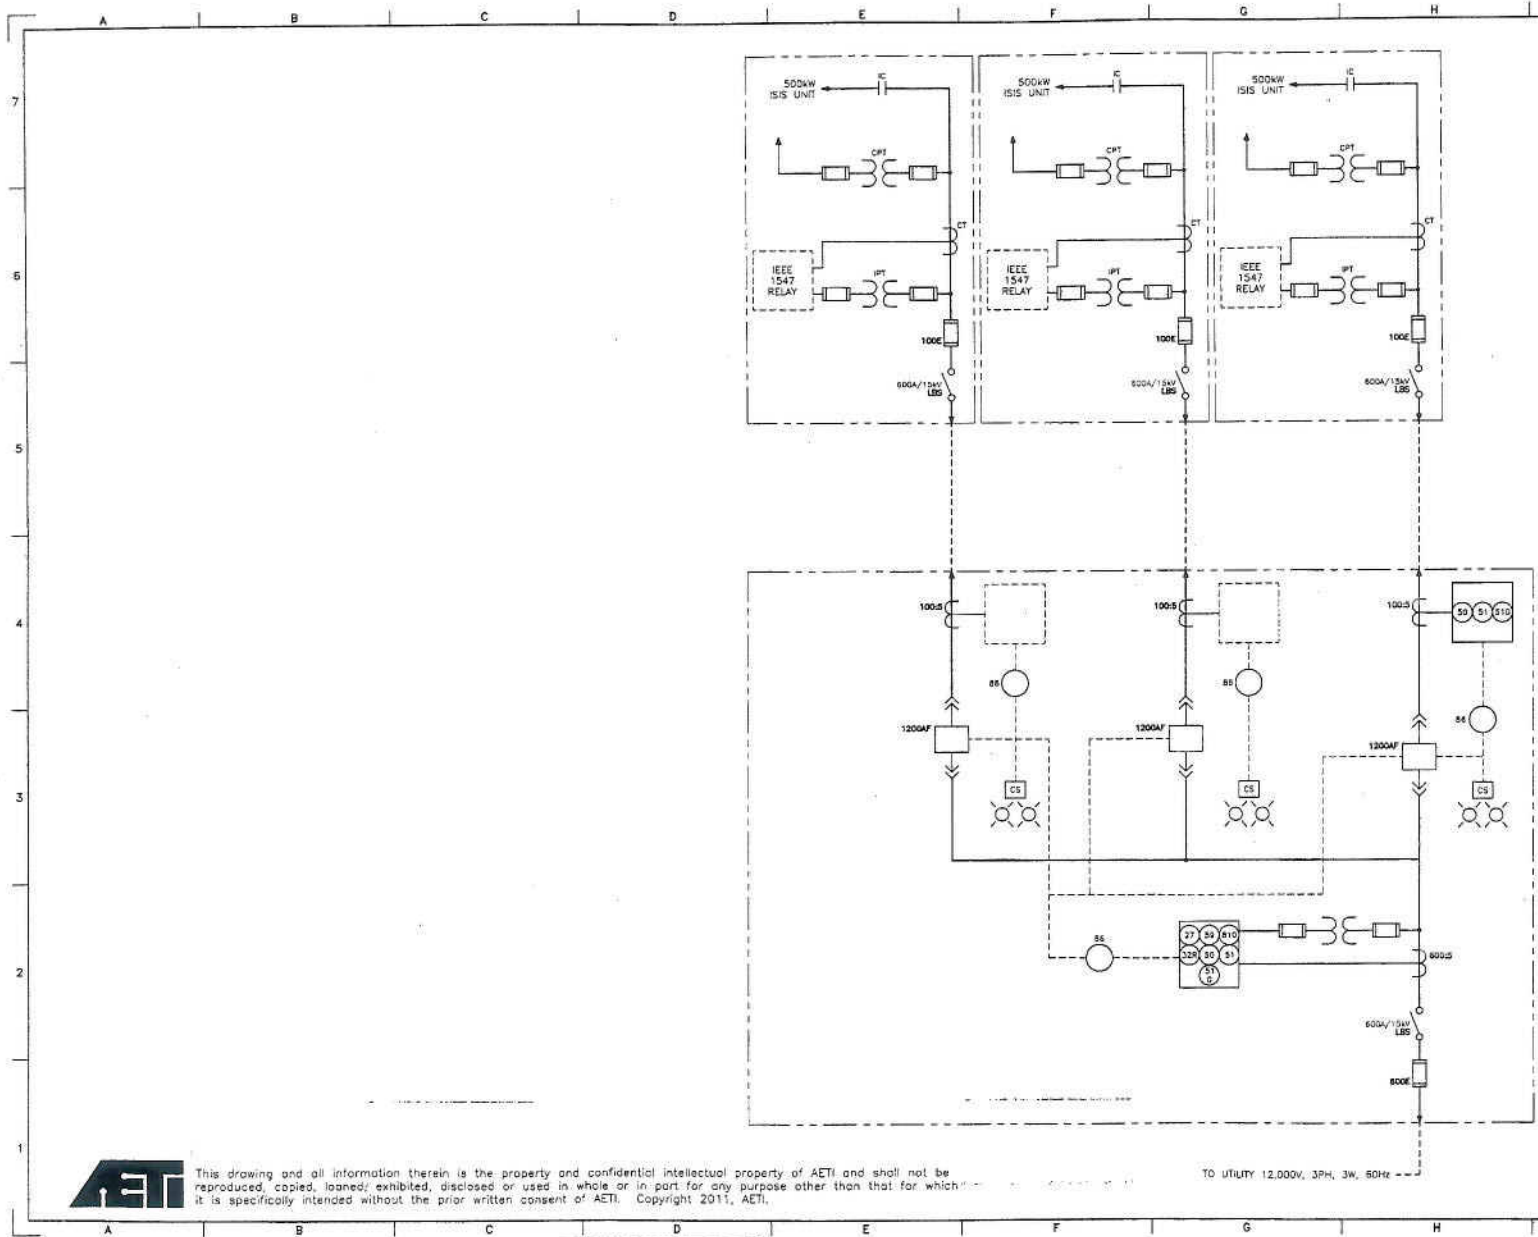 A B C D E F G H
7
6
5
4
3
2
1
500kW
ISIS UNIT
IC
CPT
CT
IEEE
1547
RELAY
IPT
100E
600A/15kV
LBS
500kW
ISIS UNIT
IC
CPT
CT
IEEE
1547
RELAY
IPT
100E
600A/15kV
LBS
500kW
ISIS UNIT
IC
CPT
CT
IEEE
1547
RELAY
IPT
100E
600A/15kV
LBS
100:5
86
1200AF
CS
100:5
86
1200AF
CS
100:5
50 51 51G
86
1200AF
CS
86
27 59 81O
32R 50 51
51
G
600:5
600A/15kV
LBS
600E
TO UTILITY 12,000V, 3PH, 3W, 60Hz
AETI
This drawing and all information therein is the property and confidential intellectual property of AETI and shall not be
reproduced, copied, loaned, exhibited, disclosed or used in whole or in part for any purpose other than that for which
it is specifically intended without the prior written consent of AETI. Copyright 2011, AETI.
A B C D E F G H